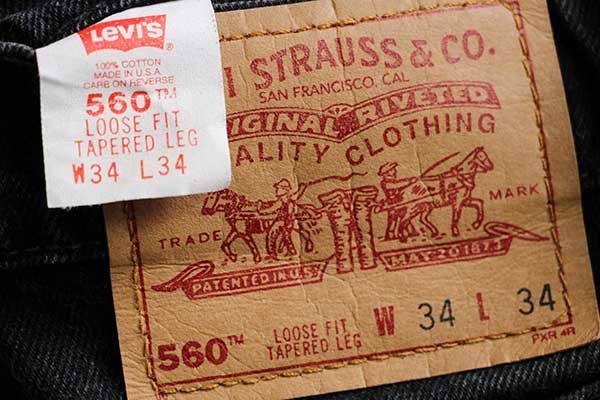 LEVI'S ®
100% COTTON
MADE IN U.S.A.
CARE ON REVERSE
560™
LOOSE FIT
TAPERED LEG
W34 L34
I STRAUSS & CO.
SAN FRANCISCO, CAL.
ORIGINAL RIVETED
ALITY CLOTHING
TRADE MARK
PATENTED IN U.S. MAY 20 1873
560™ LOOSE FIT W 34 L 34
TAPERED LEG
PXR 4R